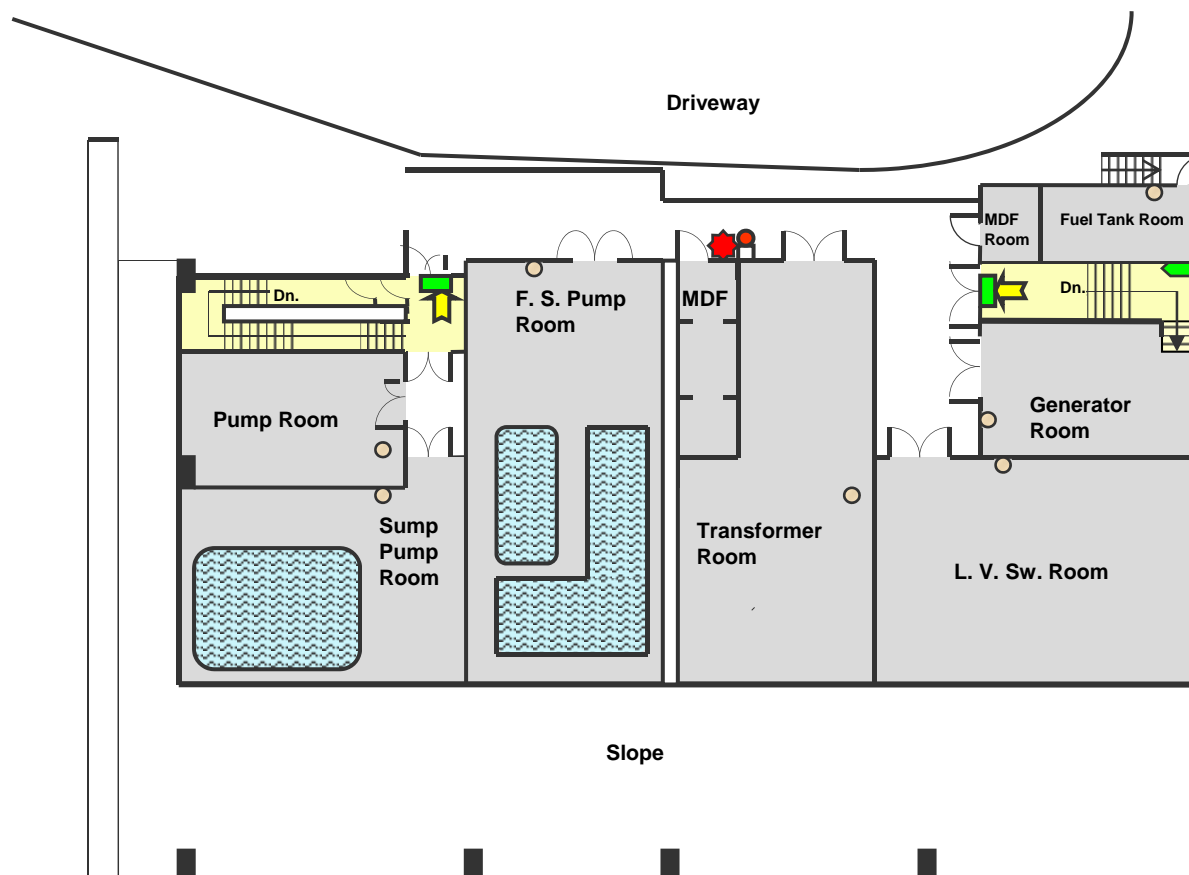 Driveway
MDF
Room
Fuel Tank Room
Dn.
Dn.
F. S. Pump
Room
MDF
Pump Room
Generator
Room
Sump
Pump
Room
Transformer
Room
L. V. Sw. Room
Slope